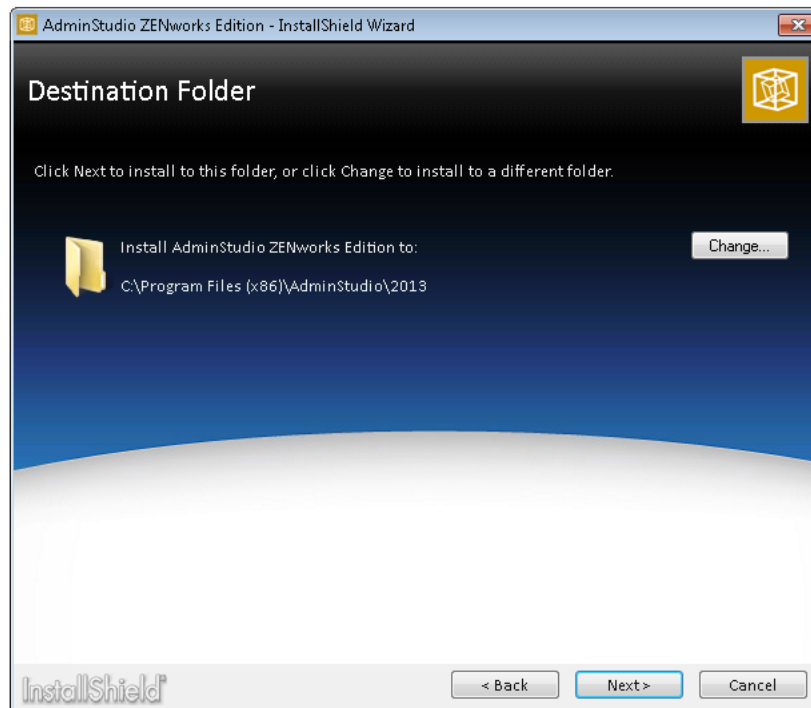 AdminStudio ZENworks Edition - InstallShield Wizard
Destination Folder
Click Next to install to this folder, or click Change to install to a different folder.
Install AdminStudio ZENworks Edition to:
Change...
C:\Program Files (x86)\AdminStudio\2013
InstallShield®
< Back
Next >
Cancel